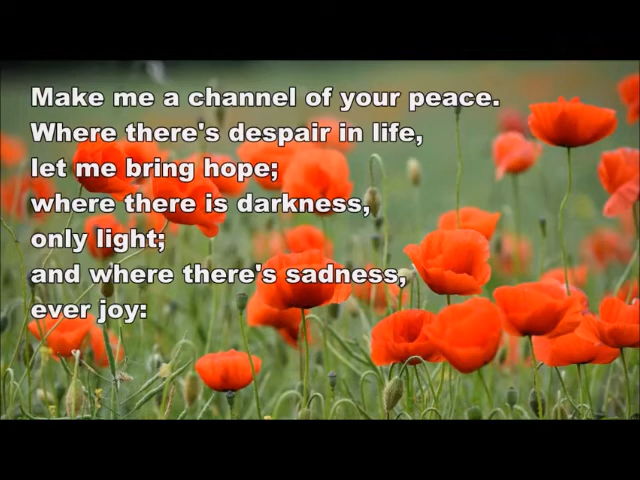 Make me a channel of your peace.
Where there's despair in life,
let me bring hope;
where there is darkness,
only light;
and where there's sadness,
ever joy: